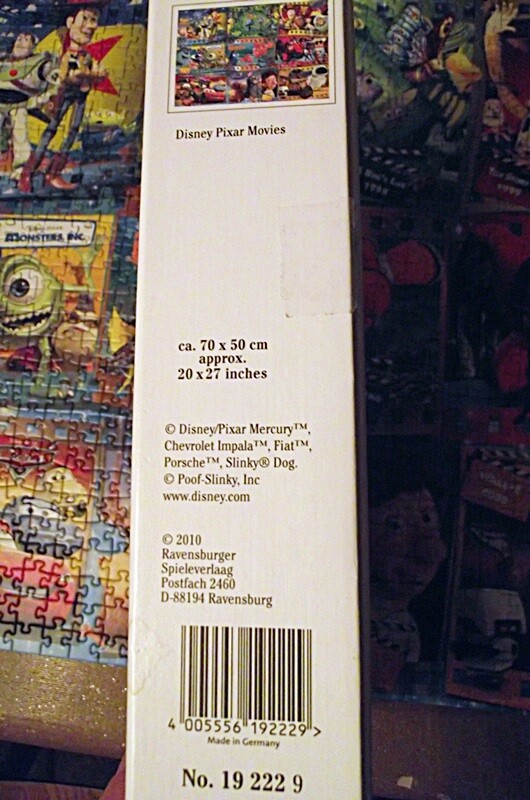 Disney Pixar Movies
ca. 70 x 50 cm
approx.
20 x 27 inches
© Disney/Pixar Mercury™,
Chevrolet Impala™, Fiat™,
Porsche™, Slinky® Dog.
© Poof-Slinky, Inc
www.disney.com
© 2010
Ravensburger
Spieleverlaag
Postfach 2460
D-88194 Ravensburg
4 005556 192229 >
Made in Germany
No. 19 222 9
MONSTERS, INC.
1998